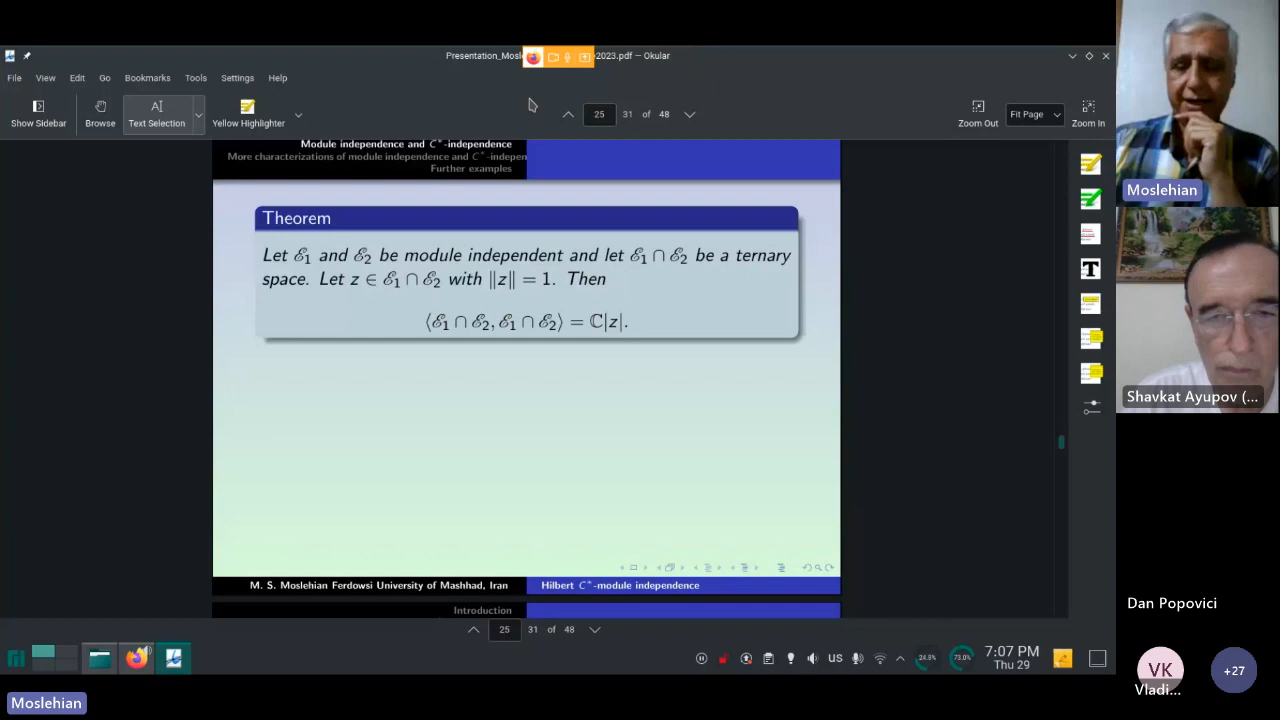 Presentation_Mosl
e2023.pdf — Okular
File View Edit Go Bookmarks Tools Settings Help
Show Sidebar
Browse
Text Selection
Yellow Highlighter
25 31 of 48
Zoom Out
Fit Page
Zoom In
Module independence and C*-independence
More characterizations of module independence and C*-indepen
Further examples
Theorem
Let ℰ₁ and ℰ₂ be module independent and let ℰ₁ ∩ ℰ₂ be a ternary
space. Let z ∈ ℰ₁ ∩ ℰ₂ with ‖z‖ = 1. Then
⟨ℰ₁ ∩ ℰ₂, ℰ₁ ∩ ℰ₂⟩ = ℂ|z|.
M. S. Moslehian Ferdowsi University of Mashhad, Iran
Hilbert C*-module independence
Introduction
25 31 of 48
US
24.8%
73.0%
7:07 PM
Thu 29
Moslehian
Moslehian
Shavkat Ayupov (...
Dan Popovici
VK
Vladi...
+27